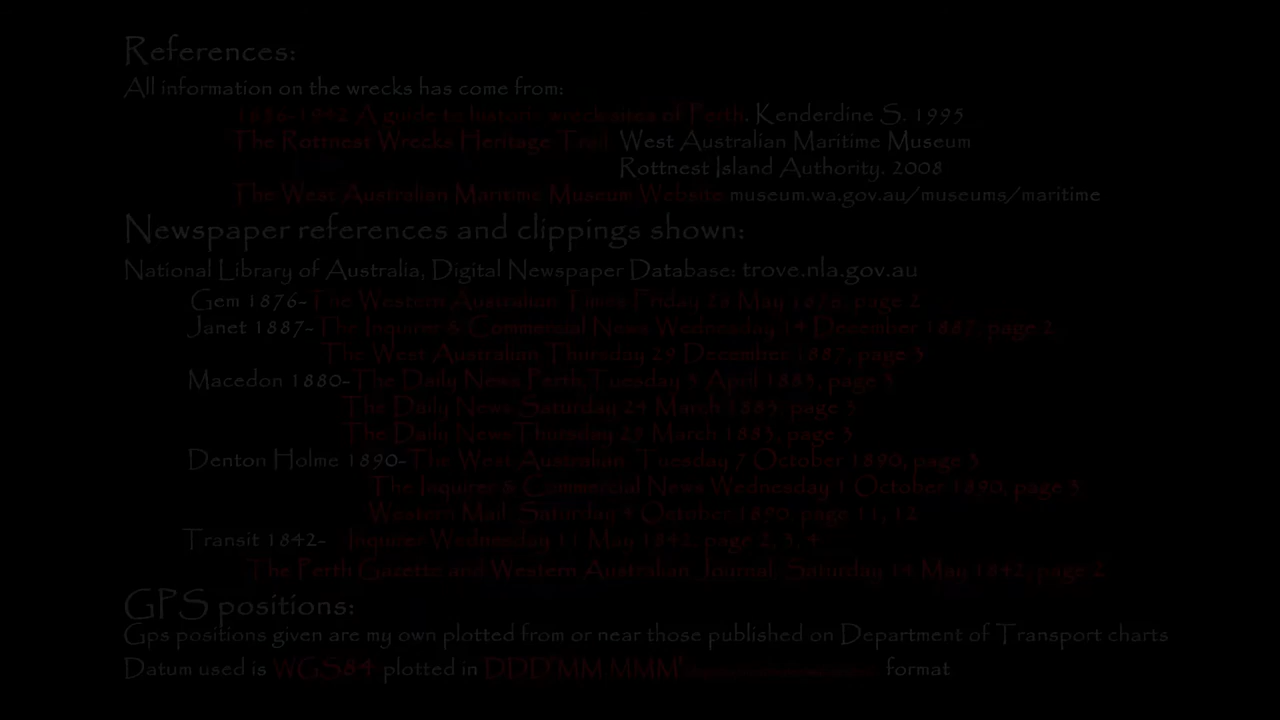 References:
All information on the wrecks has come from:
A guide to historic wreck sites of Perth. Kenderdine S. 1995
The Rottnest Wrecks Heritage Trail West Australian Maritime Museum
Rottnest Island Authority. 2008
The West Australian Maritime Museum Website museum.wa.gov.au/museums/maritime
Newspaper references and clippings shown:
National Library of Australia, Digital Newspaper Database: trove.nla.gov.au
Gem 1876- The Western Australian Times Friday May 1876, page 2
Janet 1887- The Inquirer & Commercial News Wednesday 14 December 1887, page 2
The West Australian Thursday 29 December 1887, page 3
Macedon 1880- The Daily News Perth, Tuesday 3 April 1883, page 3
The Daily News Saturday 24 March 1883, page 3
The Daily News Thursday March 1883, page 3
Denton Holme 1890- The West Australian, Tuesday 7 October 1890, page 3
The Inquirer & Commercial News Wednesday 1 October 1890, page 5
Western Mail, Saturday October 1890, page 11, 12
Transit 1842- Inquirer Wednesday 11 May 1842, page 2, 3, 4
The Perth Gazette and Western Australian Journal Saturday 14 May 1842, page 2
GPS positions:
Gps positions given are my own plotted from or near those published on Department of Transport charts
Datum used is WGS84 plotted in DDD°MM.MMM' format